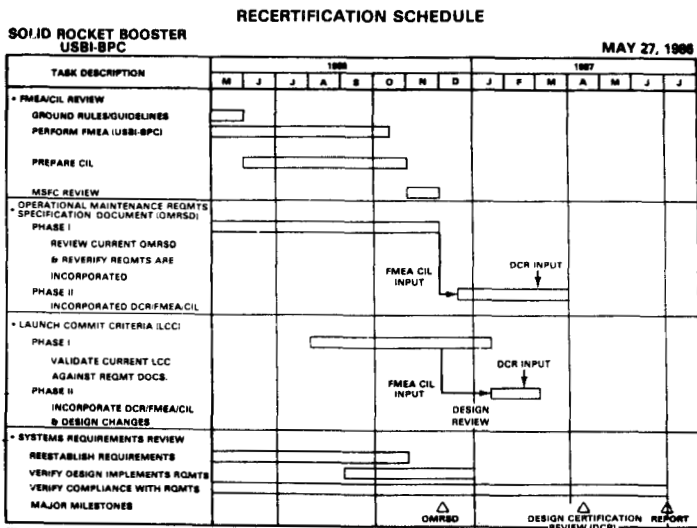 RECERTIFICATION SCHEDULE
SOLID ROCKET BOOSTER
USBI-BPC
MAY 27, 1986
TASK DESCRIPTION
1986
1987
M J J A S O N D J F M A M J J
• FMEA/CIL REVIEW
GROUND RULES/GUIDELINES
PERFORM FMEA (USBI-BPC)
PREPARE CIL
MSFC REVIEW
• OPERATIONAL MAINTENANCE REQMTS
SPECIFICATION DOCUMENT (OMRSD)
PHASE I
REVIEW CURRENT OMRSD
& REVERIFY REQMTS ARE
INCORPORATED
PHASE II
INCORPORATED DCR/FMEA/CIL
FMEA CIL
INPUT
DCR INPUT
• LAUNCH COMMIT CRITERIA (LCC)
PHASE I
VALIDATE CURRENT LCC
AGAINST REQMT DOCS.
PHASE II
INCORPORATE DCR/FMEA/CIL
& DESIGN CHANGES
FMEA CIL
INPUT
DCR INPUT
DESIGN
REVIEW
• SYSTEMS REQUIREMENTS REVIEW
REESTABLISH REQUIREMENTS
VERIFY DESIGN IMPLEMENTS RQMTS
VERIFY COMPLIANCE WITH RQMTS
MAJOR MILESTONES
OMRSD
DESIGN CERTIFICATION
REVIEW (DCR)
REPORT